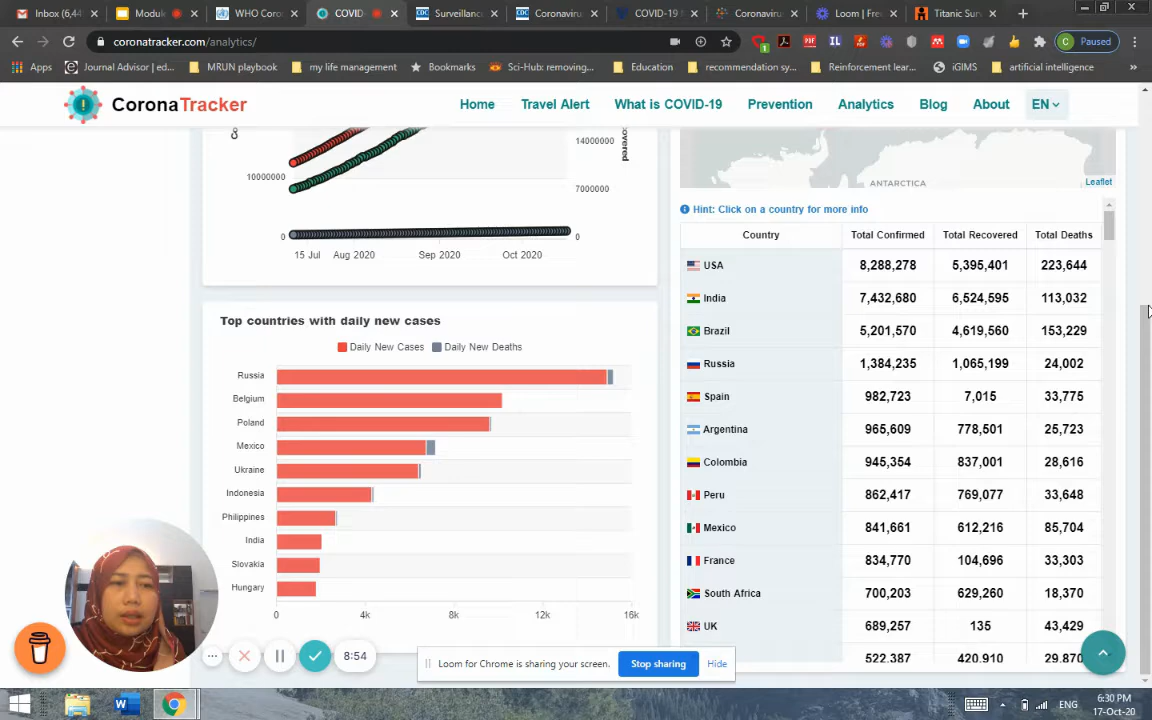 Inbox (6,44
Module
WHO Coro
COVID-
Surveillanc
Coronaviru
COVID-19
Coronaviru
Loom | Free
Titanic Surv
coronatracker.com/analytics/
1
PDF
IL
C Paused
Apps
Journal Advisor | ed...
MRUN playbook
my life management
Bookmarks
Sci-Hub: removing...
Education
recommendation sy...
Reinforcement lear...
iGIMS
artificial intelligence
»
CoronaTracker
Home
Travel Alert
What is COVID-19
Prevention
Analytics
Blog
About
EN
14000000
10000000
7000000
0
0
15 Jul
Aug 2020
Sep 2020
Oct 2020
Top countries with daily new cases
Daily New Cases
Daily New Deaths
Russia
Belgium
Poland
Mexico
Ukraine
Indonesia
Philippines
India
Slovakia
Hungary
0
4k
8k
12k
16k
ANTARCTICA
Leaflet
Hint: Click on a country for more info
Country Total Confirmed Total Recovered Total Deaths
USA 8,288,278 5,395,401 223,644
India 7,432,680 6,524,595 113,032
Brazil 5,201,570 4,619,560 153,229
Russia 1,384,235 1,065,199 24,002
Spain 982,723 7,015 33,775
Argentina 965,609 778,501 25,723
Colombia 945,354 837,001 28,616
Peru 862,417 769,077 33,648
Mexico 841,661 612,216 85,704
France 834,770 104,696 33,303
South Africa 700,203 629,260 18,370
UK 689,257 135 43,429
522,387 420,910 29,870
8:54
Loom for Chrome is sharing your screen.
Stop sharing
Hide
ENG
6:30 PM
17-Oct-20